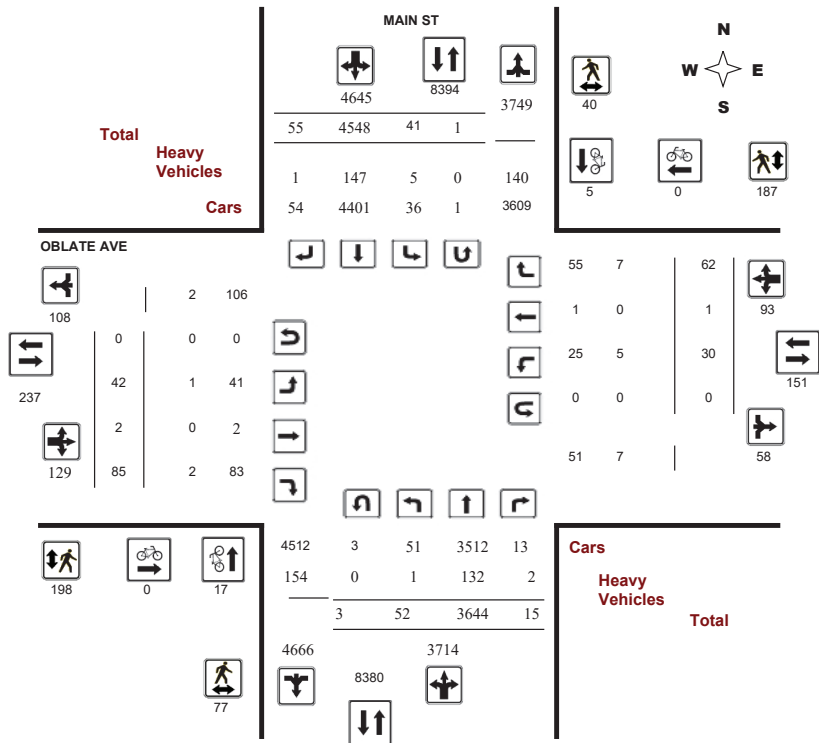 MAIN ST
N
W E
S
4645 8394 3749
40
55 4548 41 1
Total
Heavy
Vehicles
1 147 5 0 140
Cars
54 4401 36 1 3609
5 0 187
OBLATE AVE
108
2 106
237
0 0 0
42 1 41
2 0 2
129
85 2 83
55 7 62
1 0 1
93
25 5 30
151
0 0 0
51 7
58
4512 3 51 3512 13
154 0 1 132 2
3 52 3644 15
4666 3714
8380
198 0 17
77
Cars
Heavy
Vehicles
Total